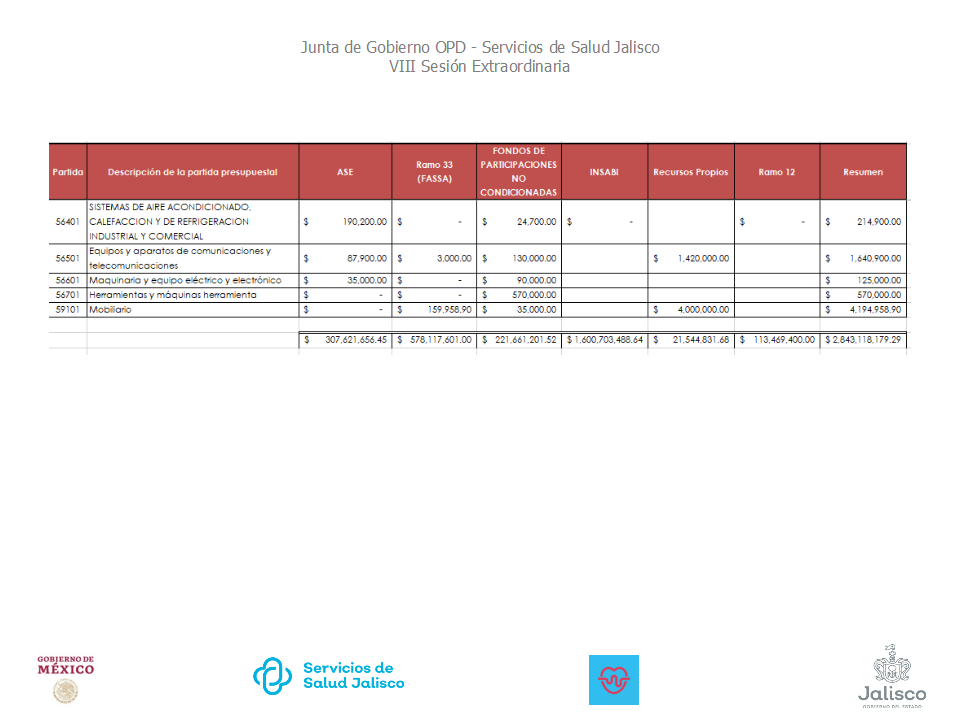 Junta de Gobierno OPD - Servicios de Salud Jalisco
VIII Sesión Extraordinaria
Partida Descripción de la partida presupuestal ASE Ramo 33 (FASSA) FONDOS DE PARTICIPACIONES NO CONDICIONADAS INSABI Recursos Propios Ramo 12 Resumen
56401 SISTEMAS DE AIRE ACONDICIONADO, CALEFACCION Y DE REFRIGERACION INDUSTRIAL Y COMERCIAL $ 190,200.00 $ - $ 24,700.00 $ - $ - $ 214,900.00
56501 Equipos y aparatos de comunicaciones y telecomunicaciones $ 87,900.00 $ 3,000.00 $ 130,000.00 $ 1,420,000.00 $ 1,640,900.00
56601 Maquinaria y equipo eléctrico y electrónico $ 35,000.00 $ - $ 90,000.00 $ 125,000.00
56701 Herramientas y máquinas herramienta $ - $ - $ 570,000.00 $ 570,000.00
59101 Mobiliario $ - $ 159,958.90 $ 35,000.00 $ 4,000,000.00 $ 4,194,958.90
$ 307,621,656.45 $ 578,117,601.00 $ 221,661,201.52 $ 1,600,703,488.64 $ 21,544,831.68 $ 113,469,400.00 $ 2,843,118,179.29
GOBIERNO DE
MÉXICO
Servicios de
Salud Jalisco
Jalisco
GOBIERNO DEL ESTADO